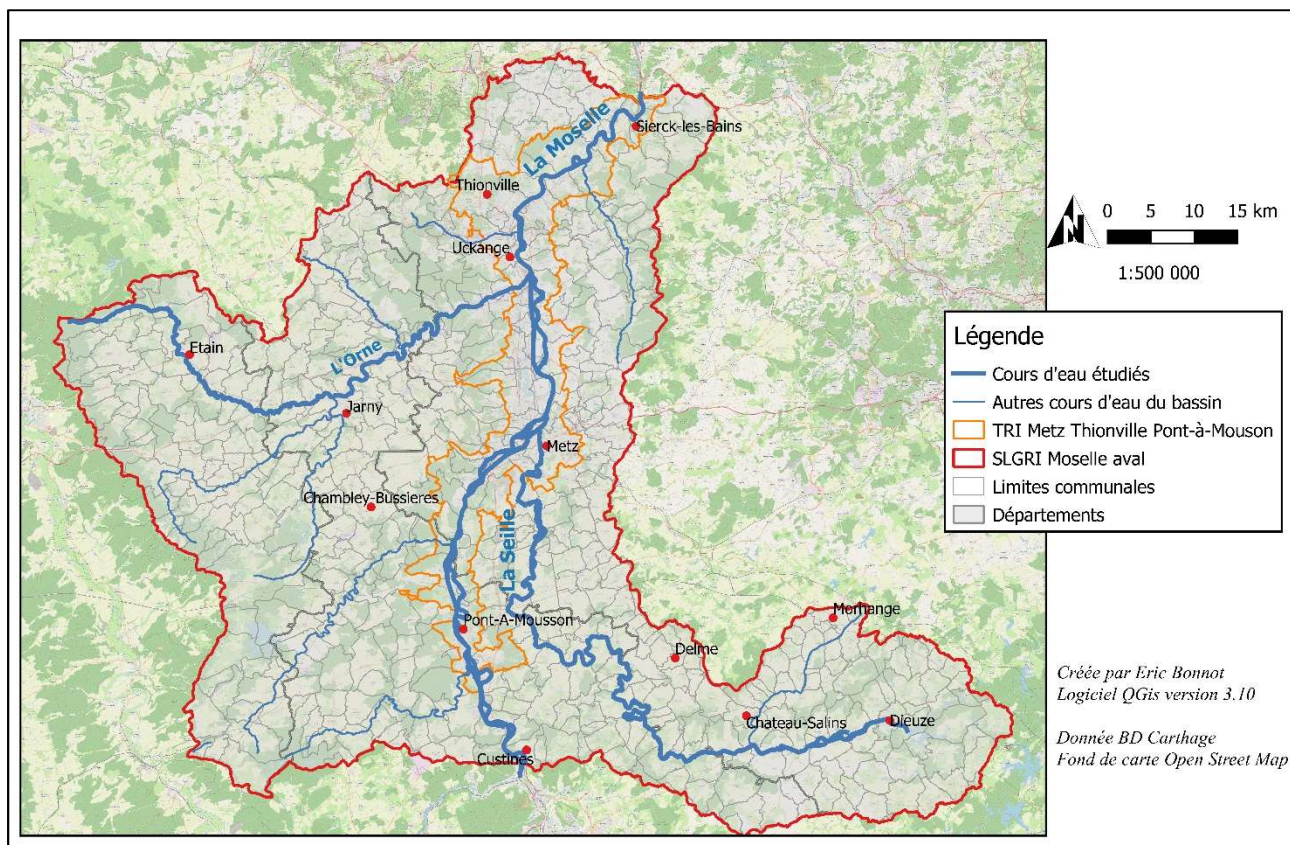 La Moselle
Sierck-les-Bains
Thionville
Uckange
Etain
L'Orne
Jarny
Metz
Chambley-Bussieres
La Seille
Pont-A-Mousson
Morhange
Delme
Chateau-Salins
Dieuze
Custines
N
0 5 10 15 km
1:500 000
Légende
Cours d'eau étudiés
Autres cours d'eau du bassin
TRI Metz Thionville Pont-à-Mouson
SLGRI Moselle aval
Limites communales
Départements
Créée par Eric Bonnot
Logiciel QGis version 3.10
Donnée BD Carthage
Fond de carte Open Street Map